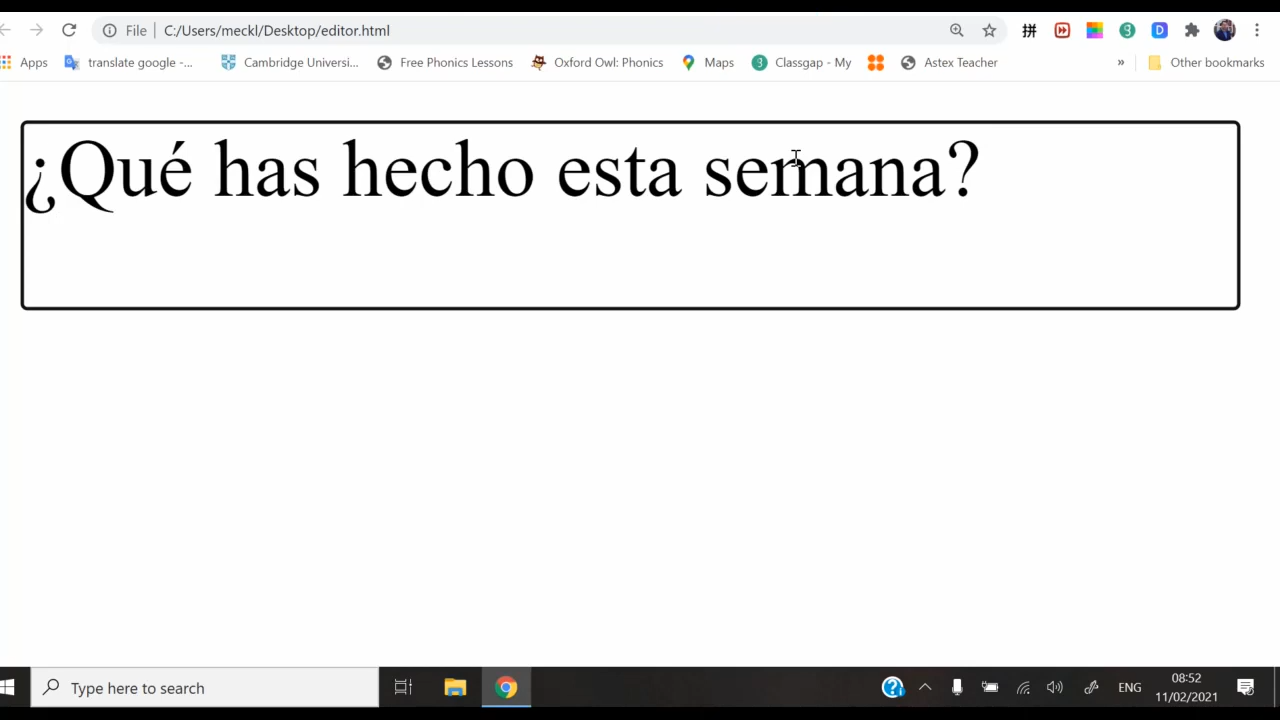 File C:/Users/meckl/Desktop/editor.html
Apps translate google -... Cambridge Universi... Free Phonics Lessons Oxford Owl: Phonics Maps Classgap - My Astex Teacher » Other bookmarks
¿Qué has hecho esta semana?
Type here to search
ENG
08:52
11/02/2021